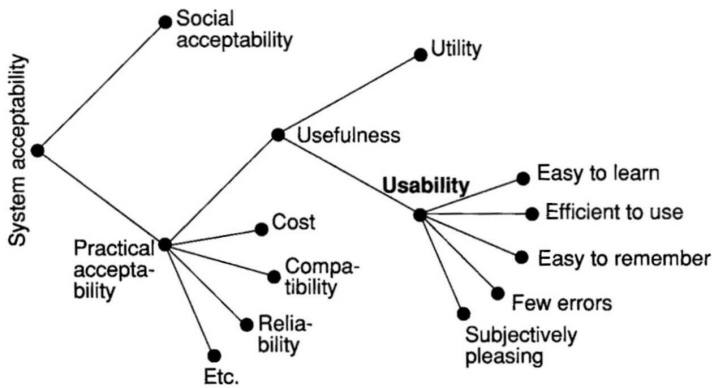 Social
acceptability
Utility
System acceptability
Usefulness
Usability
Easy to learn
Efficient to use
Cost
Practical
accepta-
bility
Compa-
tibility
Easy to remember
Few errors
Relia-
bility
Subjectively
pleasing
Etc.